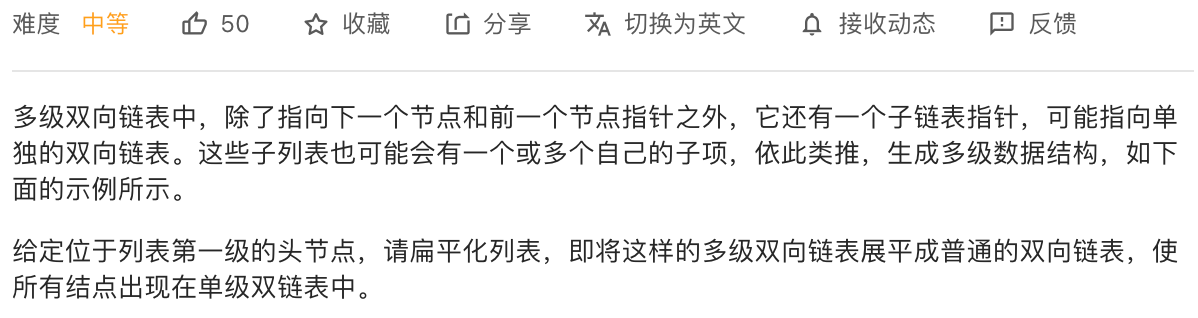 难度 中等 50 收藏 分享 切换为英文 接收动态 反馈
多级双向链表中，除了指向下一个节点和前一个节点指针之外，它还有一个子链表指针，可能指向单
独的双向链表。这些子列表也可能会有一个或多个自己的子项，依此类推，生成多级数据结构，如下
面的示例所示。
给定位于列表第一级的头节点，请扁平化列表，即将这样的多级双向链表展平成普通的双向链表，使
所有结点出现在单级双链表中。